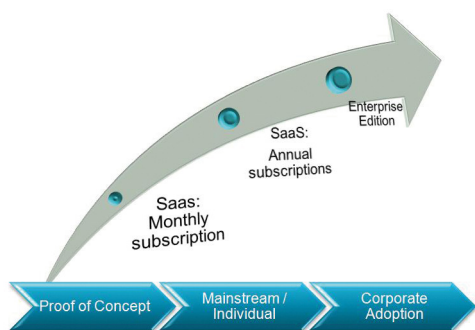 Enterprise
Edition
SaaS:
Annual
subscriptions
Saas:
Monthly
subscription
Proof of Concept
Mainstream /
Individual
Corporate
Adoption